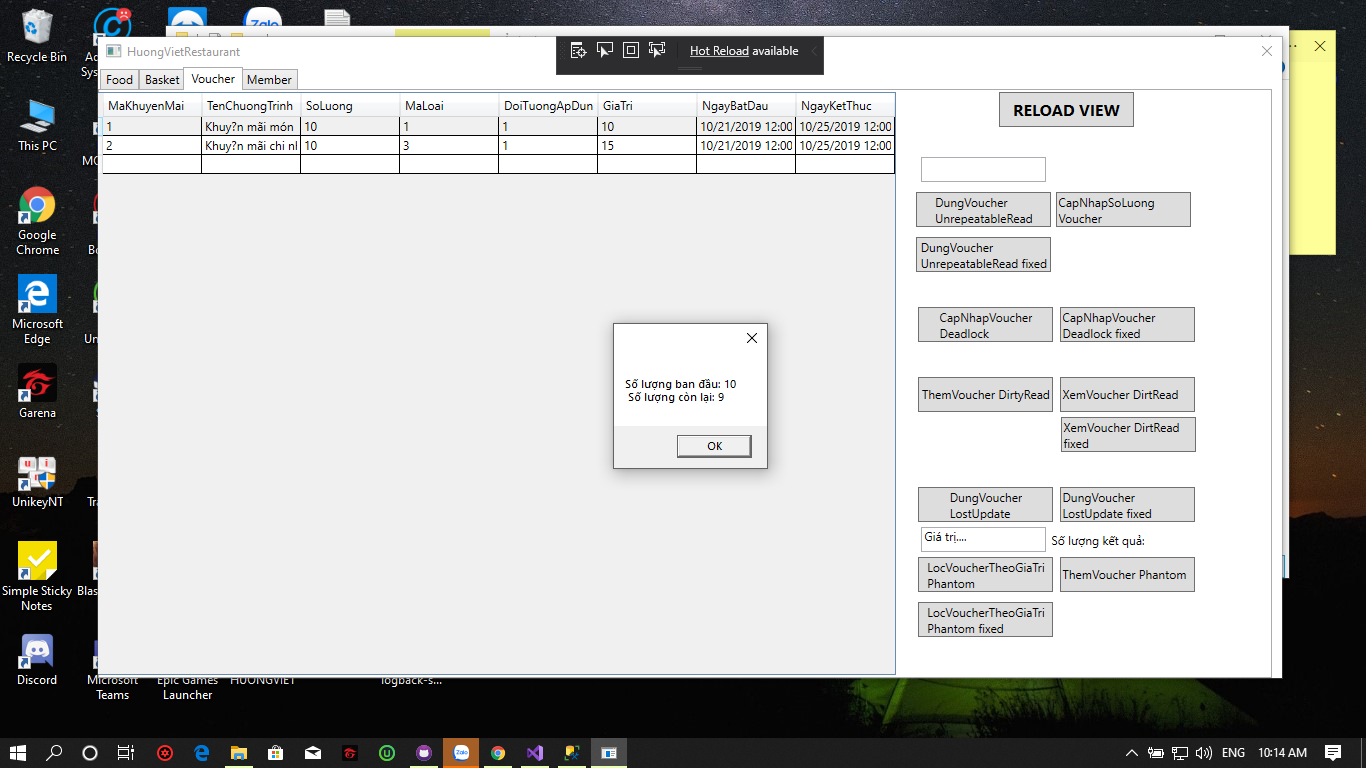 Recycle Bin
This PC
Google
Chrome
Microsoft
Edge
Garena
UnikeyNT
Simple Sticky
Notes
Discord
Microsoft
Teams
Epic Games
Launcher
HUONGVIET
logback-s...
Zalo
HuongVietRestaurant
Hot Reload available
Food Basket Voucher Member
MaKhuyenMai TenChuongTrinh SoLuong MaLoai DoiTuongApDun GiaTri NgayBatDau NgayKetThuc
1 Khuy?n mãi món 10 1 1 10 10/21/2019 12:00 10/25/2019 12:00
2 Khuy?n mãi chi nl 10 3 1 15 10/21/2019 12:00 10/25/2019 12:00
RELOAD VIEW
DungVoucher
UnrepeatableRead
CapNhapSoLuong
Voucher
DungVoucher
UnrepeatableRead fixed
CapNhapVoucher
Deadlock
CapNhapVoucher
Deadlock fixed
ThemVoucher DirtyRead
XemVoucher DirtRead
XemVoucher DirtRead
fixed
DungVoucher
LostUpdate
DungVoucher
LostUpdate fixed
Giá trị....
Số lượng kết quả:
LocVoucherTheoGiaTri
Phantom
ThemVoucher Phantom
LocVoucherTheoGiaTri
Phantom fixed
Số lượng ban đầu: 10
Số lượng còn lại: 9
OK
Zalo
ENG
10:14 AM